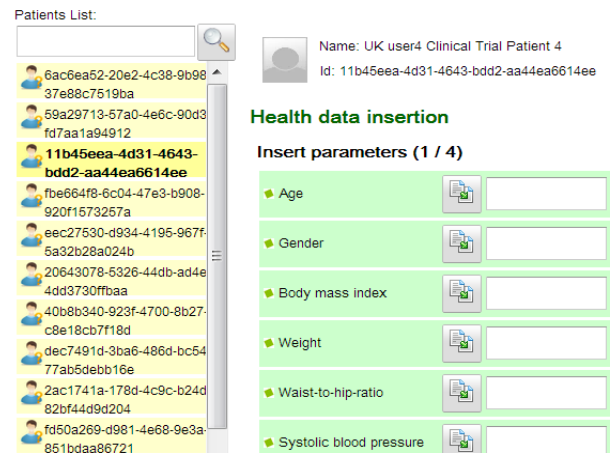 Patients List:
6ac6ea52-20e2-4c38-9b98
37e88c7519ba
59a29713-57a0-4e6c-90d3
fd7aa1a94912
11b45eea-4d31-4643-
bdd2-aa44ea6614ee
fbe664f8-6c04-47e3-b908-
920f1573257a
eec27530-d934-4195-967f-
5a32b28a024b
20643078-5326-44db-ad4e
4dd3730ffbaa
40b8b340-923f-4700-8b27-
c8e18cb7f18d
dec7491d-3ba6-486d-bc54
77ab5debb16e
2ac1741a-178d-4c9c-b24d
82bf44d9d204
fd50a269-d981-4e68-9e3a-
851bdaa86721
Name: UK user4 Clinical Trial Patient 4
Id: 11b45eea-4d31-4643-bdd2-aa44ea6614ee
Health data insertion
Insert parameters (1 / 4)
Age
Gender
Body mass index
Weight
Waist-to-hip-ratio
Systolic blood pressure